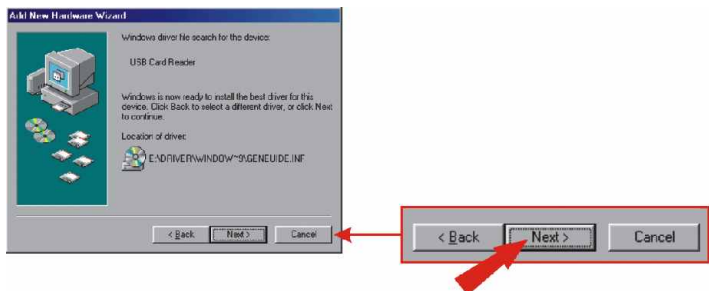 Add New Hardware Wizard
Windows driver file search for the device:
USB Card Reader
Windows is now ready to install the best driver for this
device. Click Back to select a different driver, or click Next
to continue.
Location of driver:
E:\DRIVER\WINDOW~9\GENEUIDE.INF
< Back Next > Cancel
< Back Next > Cancel